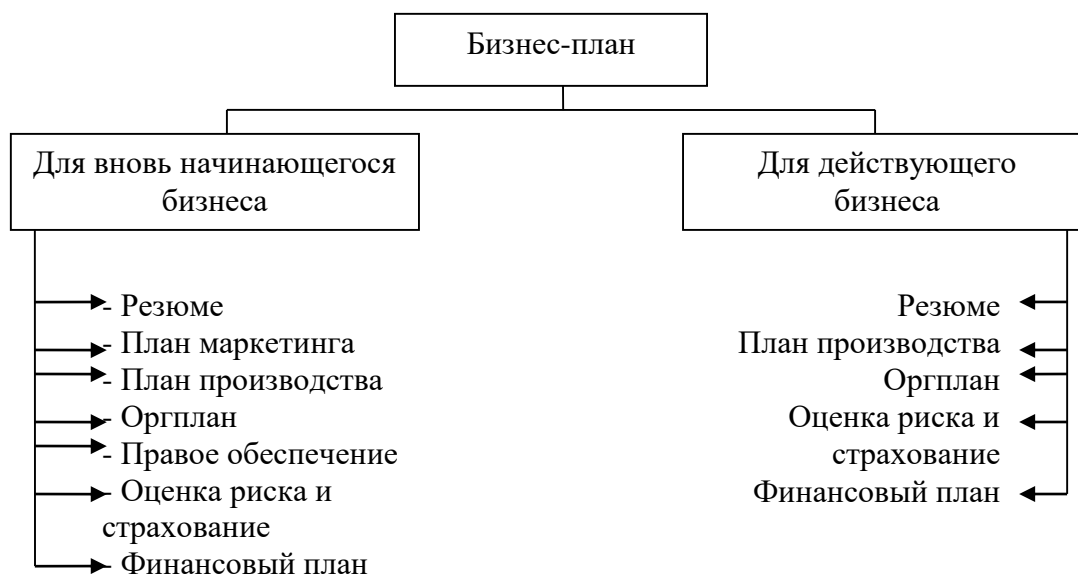 Бизнес-план
Для вновь начинающегося
бизнеса
Для действующего
бизнеса
- Резюме
- План маркетинга
- План производства
- Оргплан
- Правое обеспечение
- Оценка риска и
страхование
- Финансовый план
Резюме
План производства
Оргплан
Оценка риска и
страхование
Финансовый план